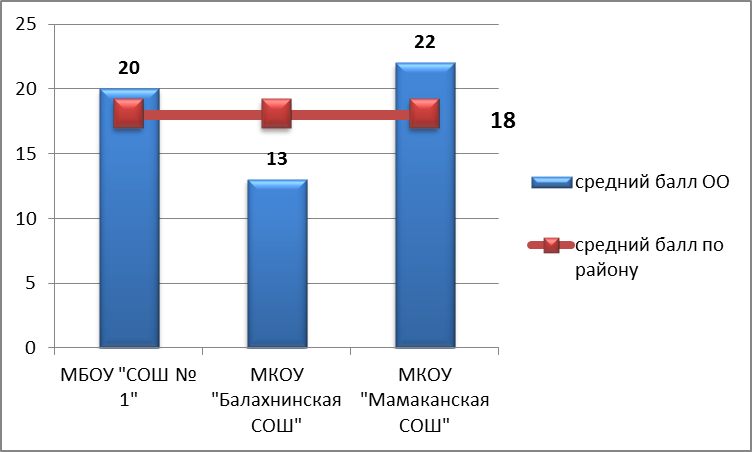 25
20
15
10
5
0
20
13
22
18
МБОУ "СОШ №
1"
МКОУ
"Балахнинская
СОШ"
МКОУ
"Мамаканская
СОШ"
средний балл ОО
средний балл по
району